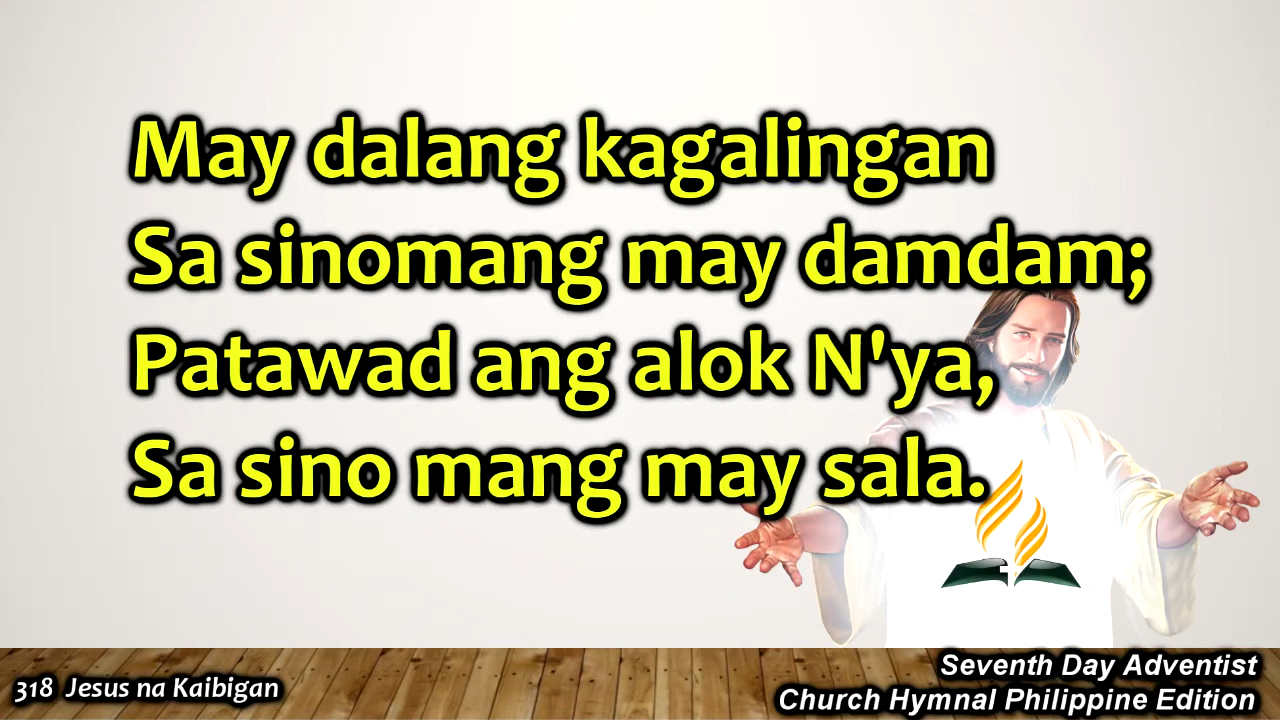 May dalang kagalingan
Sa sinomang may damdam;
Patawad ang alok N'ya,
Sa sino mang may sala.
318 Jesus na Kaibigan
Seventh Day Adventist
Church Hymnal Philippine Edition